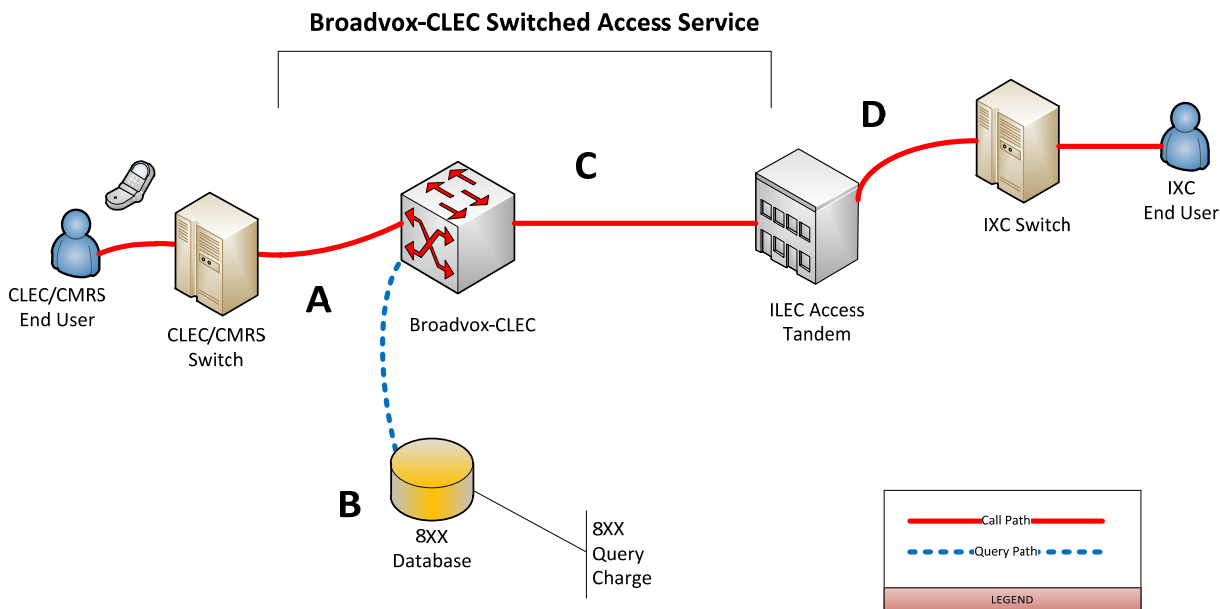 Broadvox-CLEC Switched Access Service
D
C
IXC
End User
IXC Switch
CLEC/CMRS
End User
A
CLEC/CMRS
Switch
Broadvox-CLEC
ILEC Access
Tandem
B
8XX
Database
8XX
Query
Charge
Call Path
Query Path
LEGEND